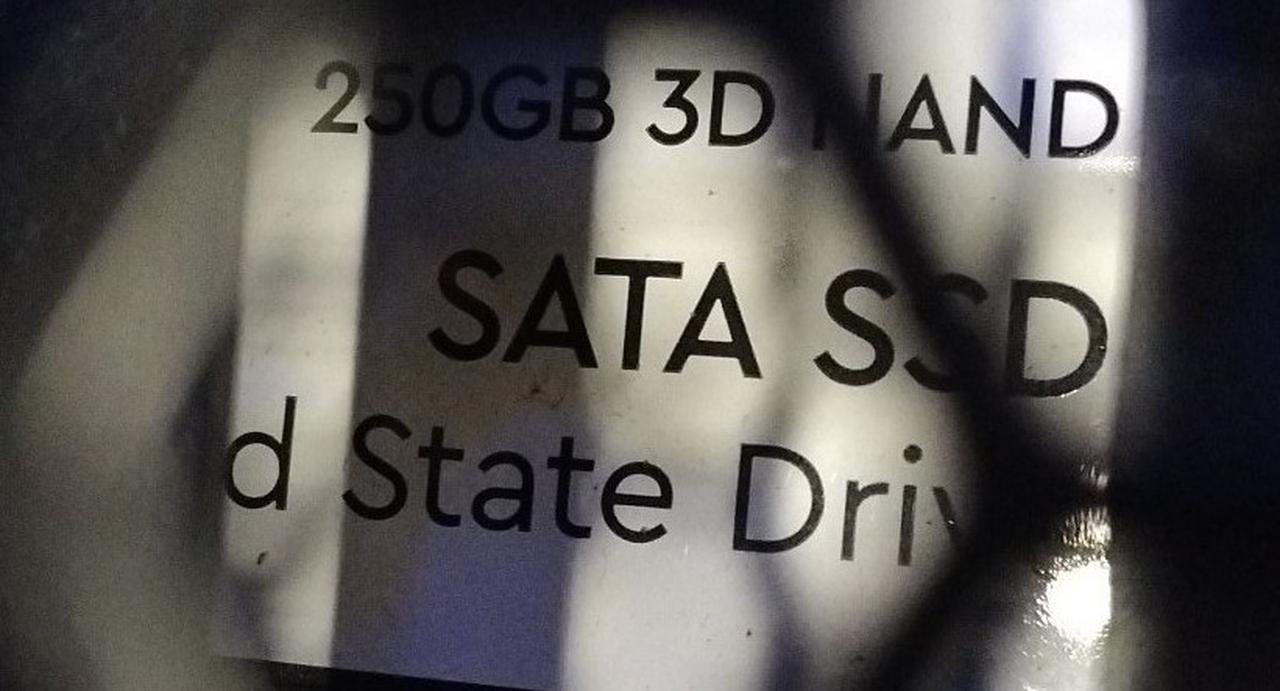 250GB 3D NAND
SATA SSD
d State Driv